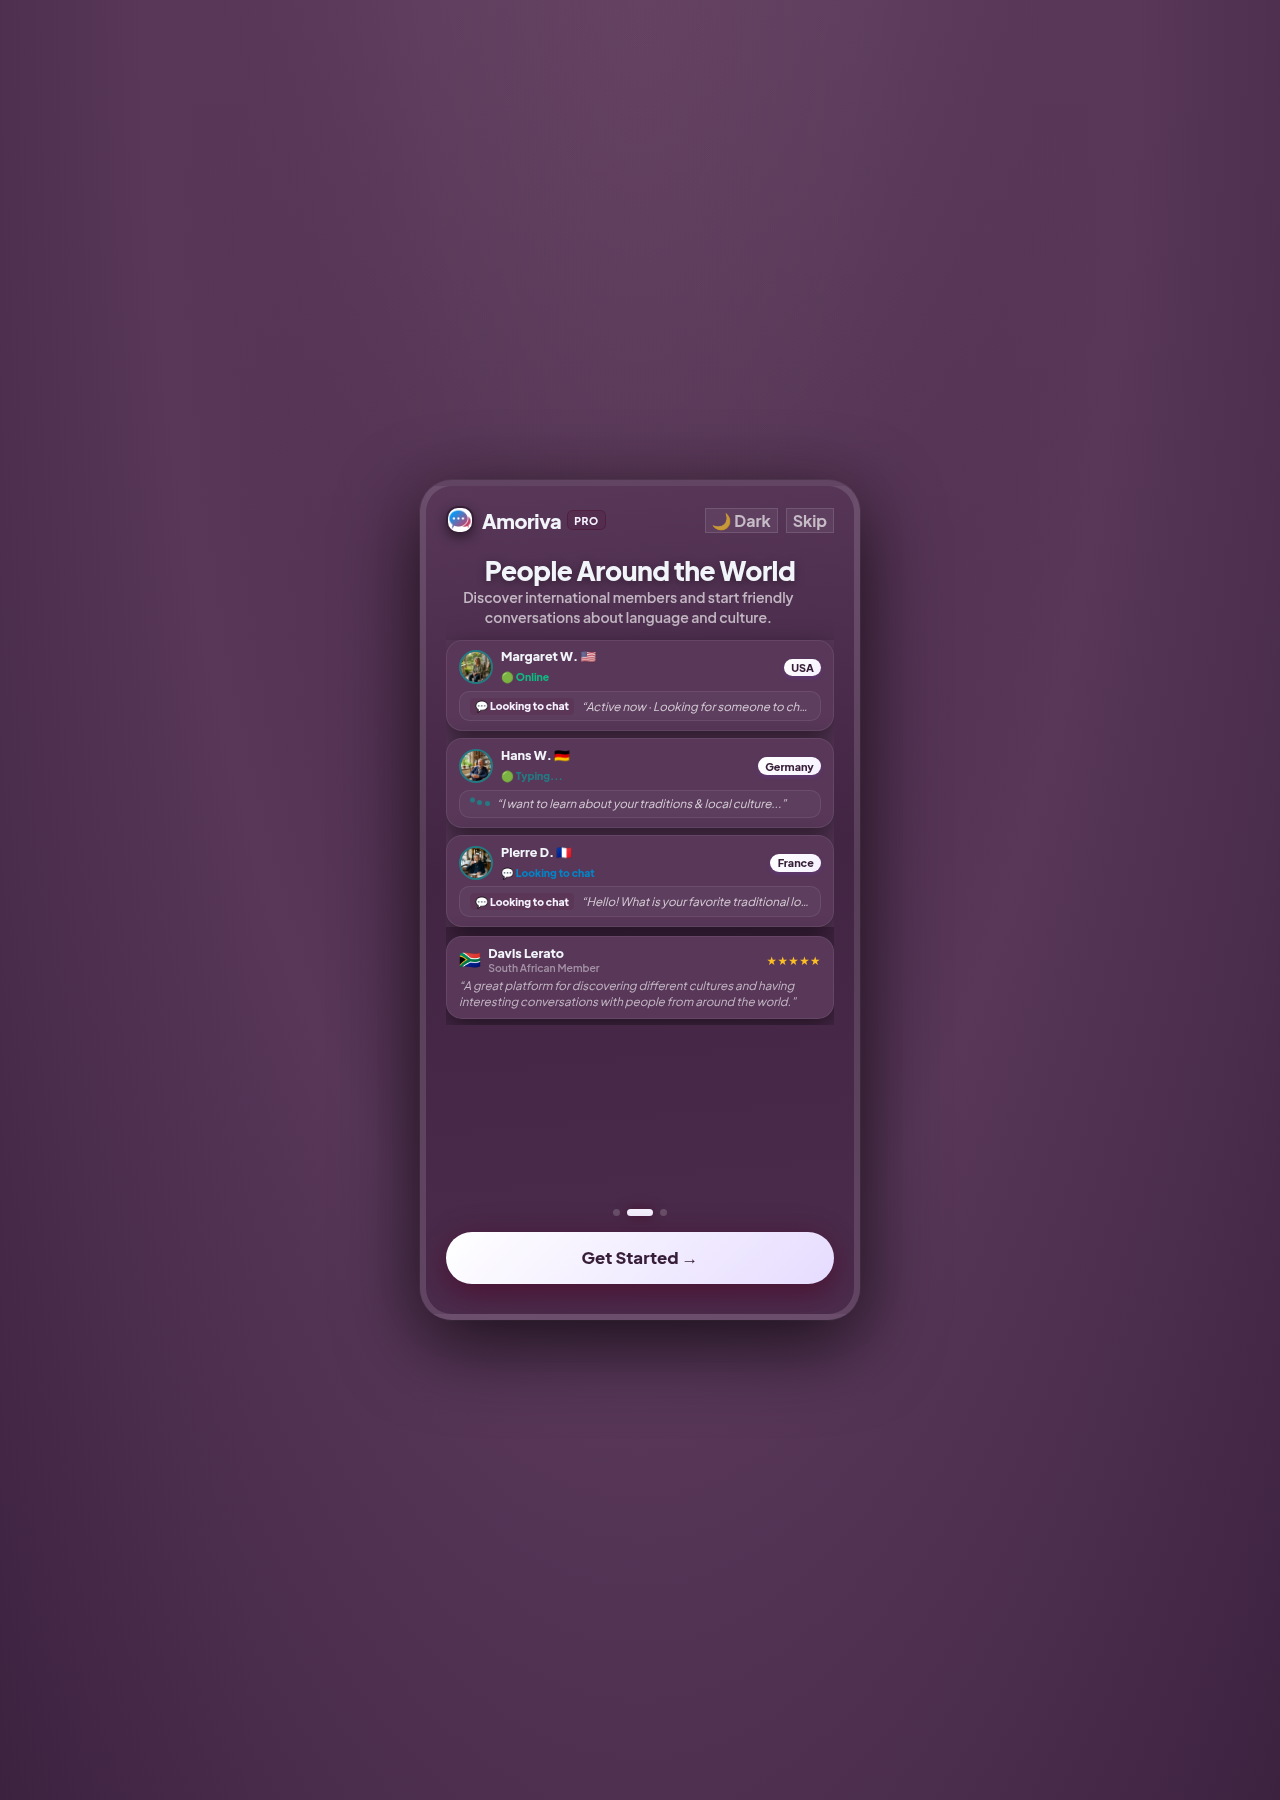 Amoriva PRO
🌙 Dark Skip
People Around the World
Discover international members and start friendly
conversations about language and culture.
Margaret W. 🇺🇸
USA
🟢 Online
💬 Looking to chat "Active now · Looking for someone to ch...
Hans W. 🇩🇪
Germany
🟢 Typing...
"I want to learn about your traditions & local culture..."
Pierre D. 🇫🇷
France
💬 Looking to chat
💬 Looking to chat "Hello! What is your favorite traditional lo...
🇿🇦 Davis Lerato
★★★★★
South African Member
"A great platform for discovering different cultures and having
interesting conversations with people from around the world."
Get Started →